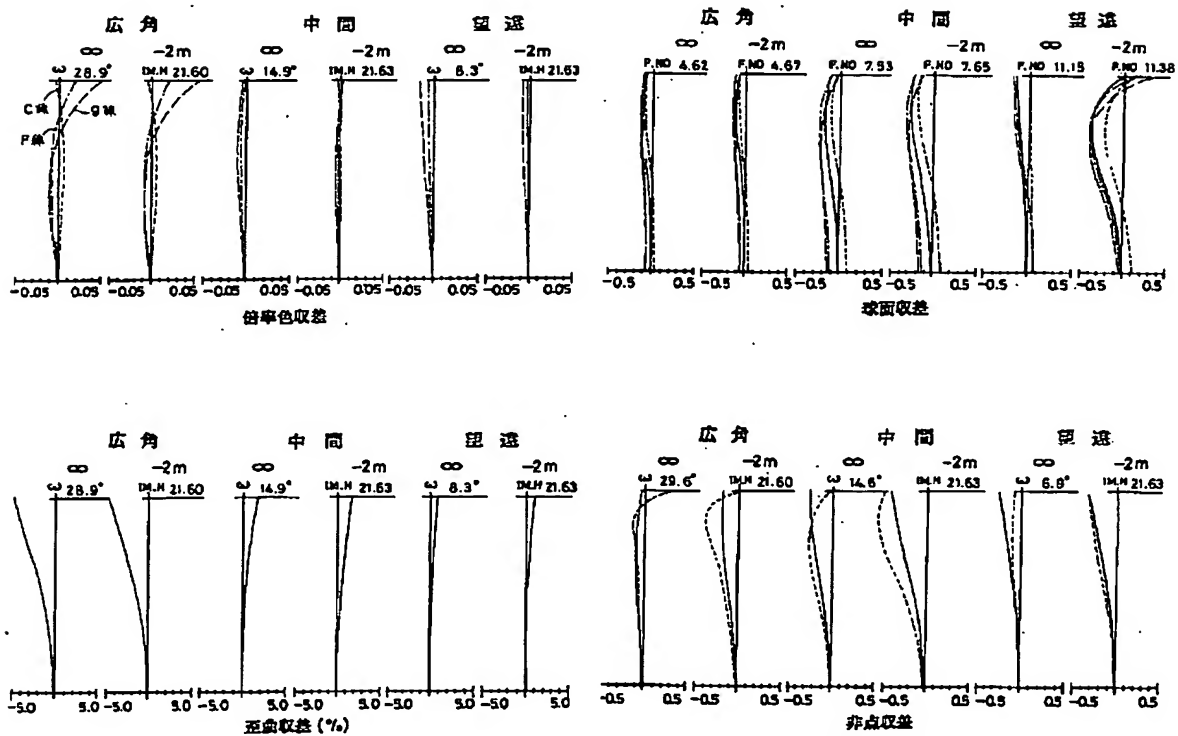 広角 中間 望遠
∞ -2m ∞ -2m ∞ -2m
ω 28.9° IM.H 21.60 ω 14.9° IM.H 21.63 ω 8.3° IM.H 21.63
C線
g線
F線
-0.05 0.05 -0.05 0.05 -0.05 0.05 -0.05 0.05 -0.05 0.05 -0.05 0.05
倍率色収差
広角 中間 望遠
∞ -2m ∞ -2m ∞ -2m
F.NO 4.62 F.NO 4.67 F.NO 7.53 F.NO 7.65 F.NO 11.15 F.NO 11.38
-0.5 0.5 -0.5 0.5 -0.5 0.5 -0.5 0.5 -0.5 0.5 -0.5 0.5
球面収差
広角 中間 望遠
∞ -2m ∞ -2m ∞ -2m
ω 28.9° IM.H 21.60 ω 14.9° IM.H 21.63 ω 8.3° IM.H 21.63
-5.0 5.0 -5.0 5.0 -5.0 5.0 -5.0 5.0 -5.0 5.0 -5.0 5.0
歪曲収差 (%)
広角 中間 望遠
∞ -2m ∞ -2m ∞ -2m
ω 29.6° IM.H 21.60 ω 14.6° IM.H 21.63 ω 6.8° IM.H 21.63
-0.5 0.5 -0.5 0.5 -0.5 0.5 -0.5 0.5 -0.5 0.5 -0.5 0.5
非点収差